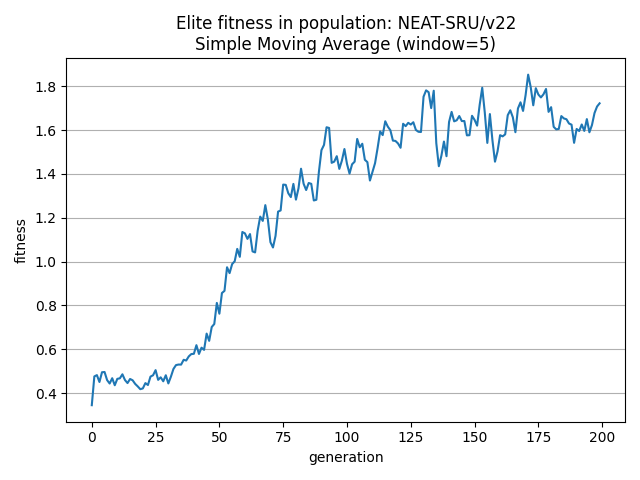 Elite fitness in population: NEAT-SRU/v22
Simple Moving Average (window=5)
fitness
1.8
1.6
1.4
1.2
1.0
0.8
0.6
0.4
0 25 50 75 100 125 150 175 200
generation